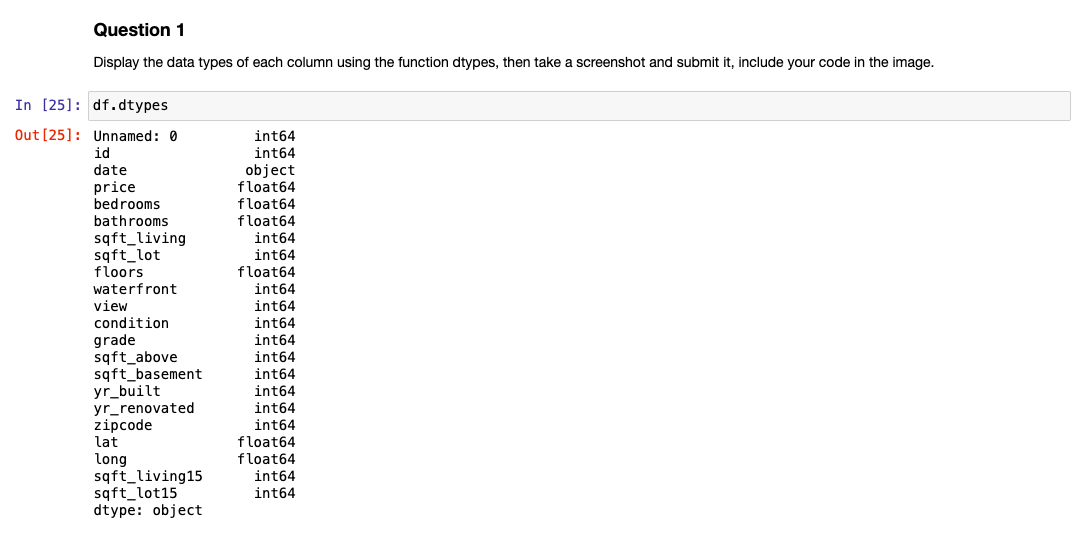 Question 1
Display the data types of each column using the function dtypes, then take a screenshot and submit it, include your code in the image.
In [25]: df.dtypes
Out[25]: Unnamed: 0 int64
id int64
date object
price float64
bedrooms float64
bathrooms float64
sqft_living int64
sqft_lot int64
floors float64
waterfront int64
view int64
condition int64
grade int64
sqft_above int64
sqft_basement int64
yr_built int64
yr_renovated int64
zipcode int64
lat float64
long float64
sqft_living15 int64
sqft_lot15 int64
dtype: object